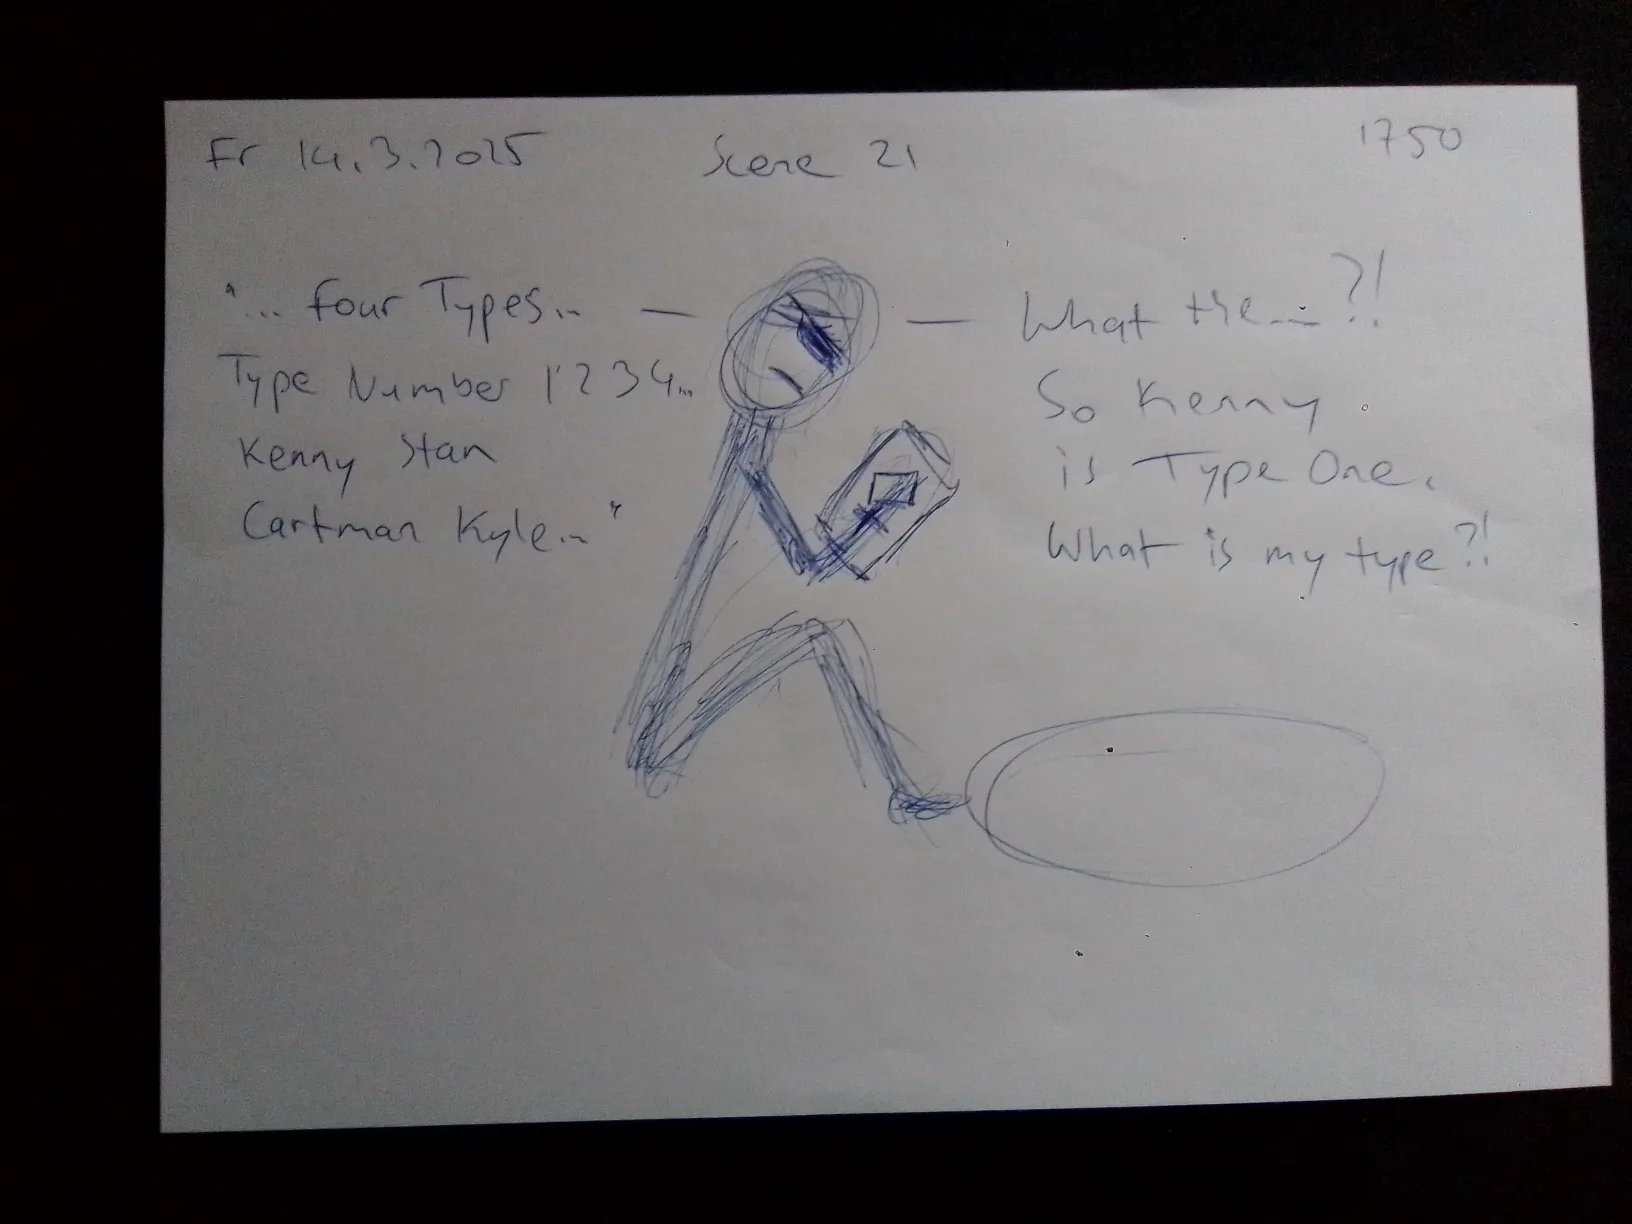 Fr 14.3.2025
Scene 21
1750
"... four Types...
Type Number 1 2 3 4...
Kenny Stan
Cartman Kyle..."
What the...?!
So Kenny
is Type One.
What is my type?!